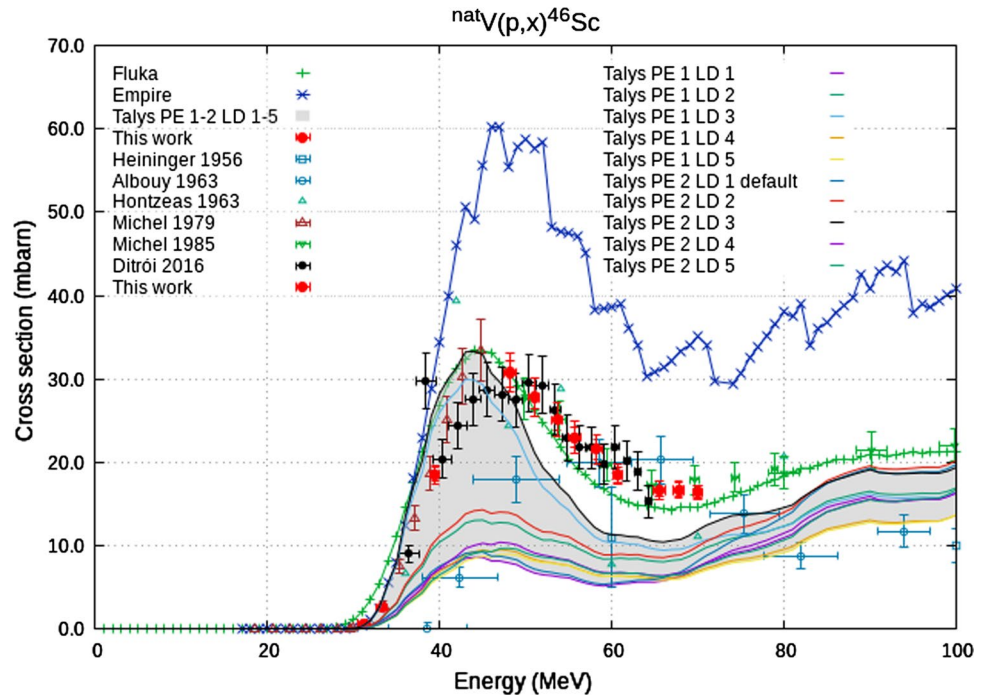 natV(p,x)46Sc
Cross section (mbarn)
70.0
60.0
50.0
40.0
30.0
20.0
10.0
0.0
Fluka
Empire
Talys PE 1-2 LD 1-5
This work
Heininger 1956
Albouy 1963
Hontzeas 1963
Michel 1979
Michel 1985
Ditrói 2016
This work
Talys PE 1 LD 1
Talys PE 1 LD 2
Talys PE 1 LD 3
Talys PE 1 LD 4
Talys PE 1 LD 5
Talys PE 2 LD 1 default
Talys PE 2 LD 2
Talys PE 2 LD 3
Talys PE 2 LD 4
Talys PE 2 LD 5
0 20 40 60 80 100
Energy (MeV)